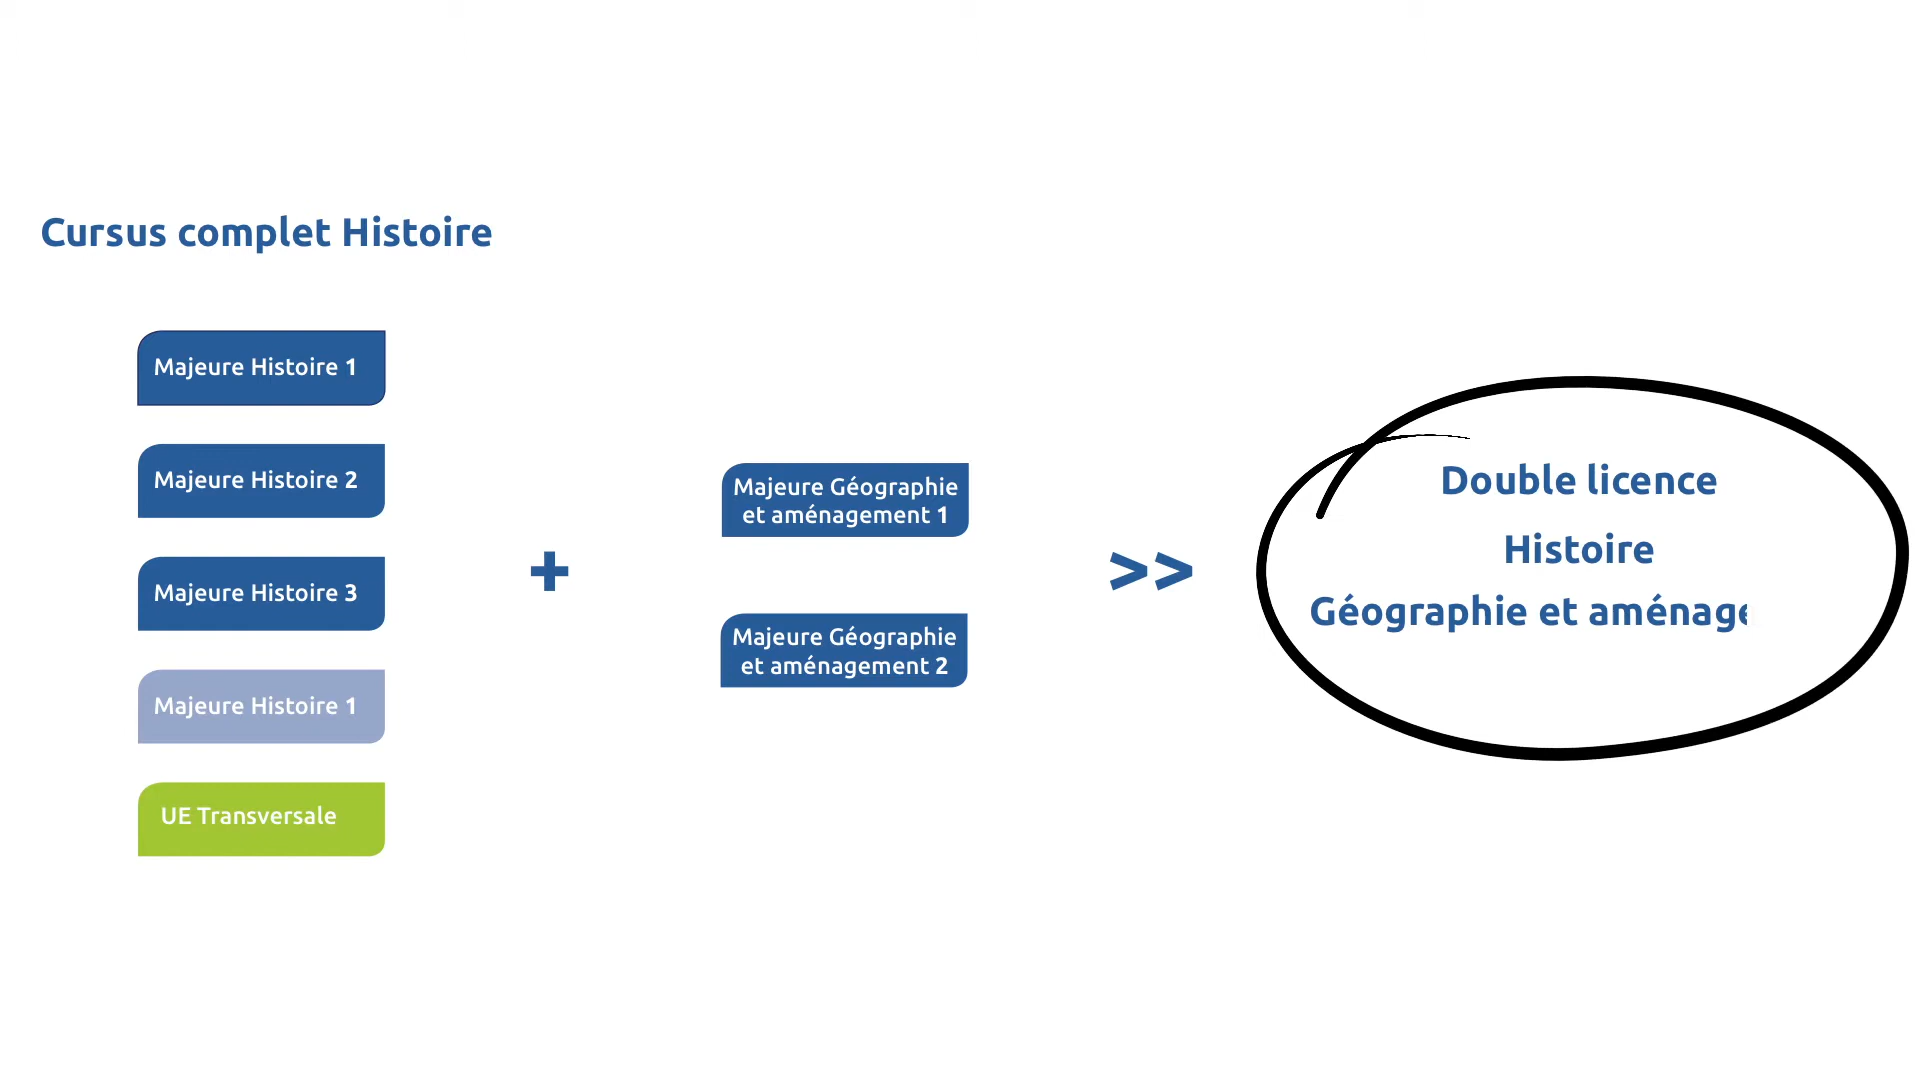 Cursus complet Histoire
Majeure Histoire 1
Majeure Histoire 2
Majeure Histoire 3
Majeure Histoire 1
UE Transversale
+
Majeure Géographie
et aménagement 1
Majeure Géographie
et aménagement 2
>>
Double licence
Histoire
Géographie et aménage